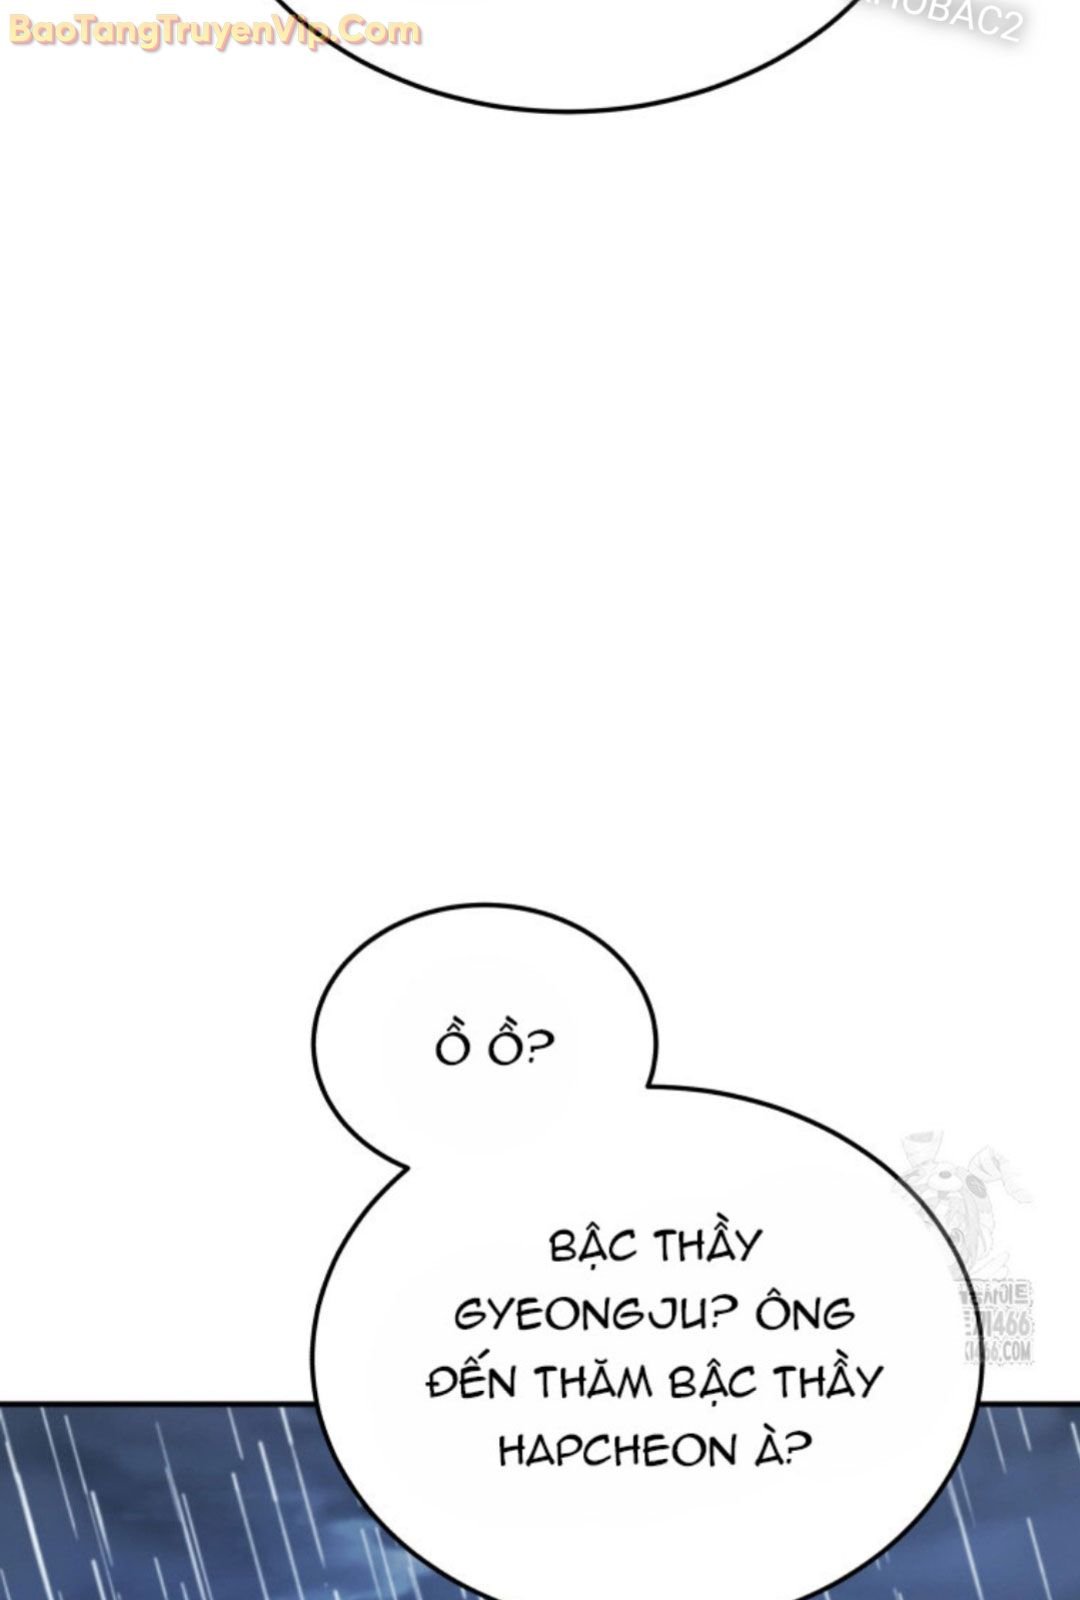 BaoTangTruyenVip.Com
Ồ Ồ?
BẬC THẦY
GYEONGJU? ÔNG
ĐẾN THĂM BẬC THẦY
HAPCHEON À?